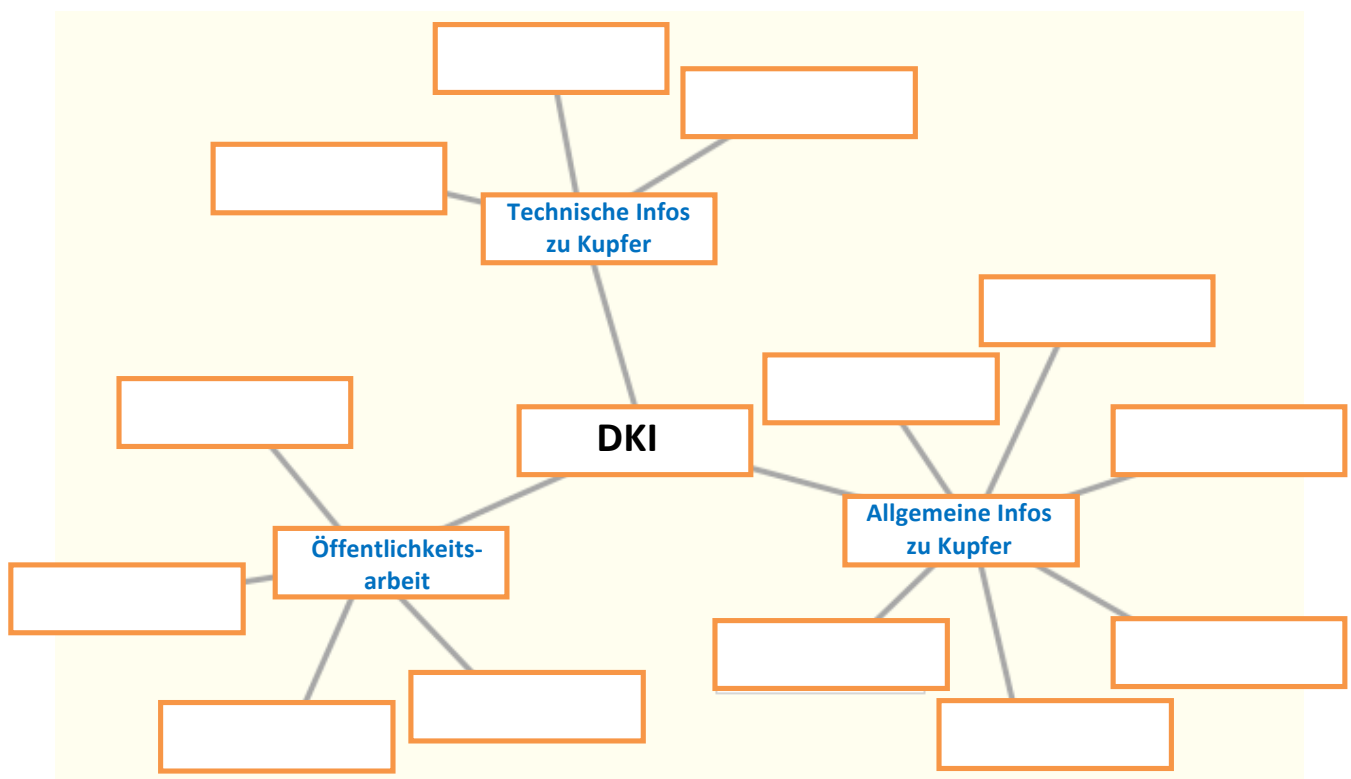 Technische Infos
zu Kupfer
DKI
Allgemeine Infos
zu Kupfer
Öffentlichkeits-
arbeit